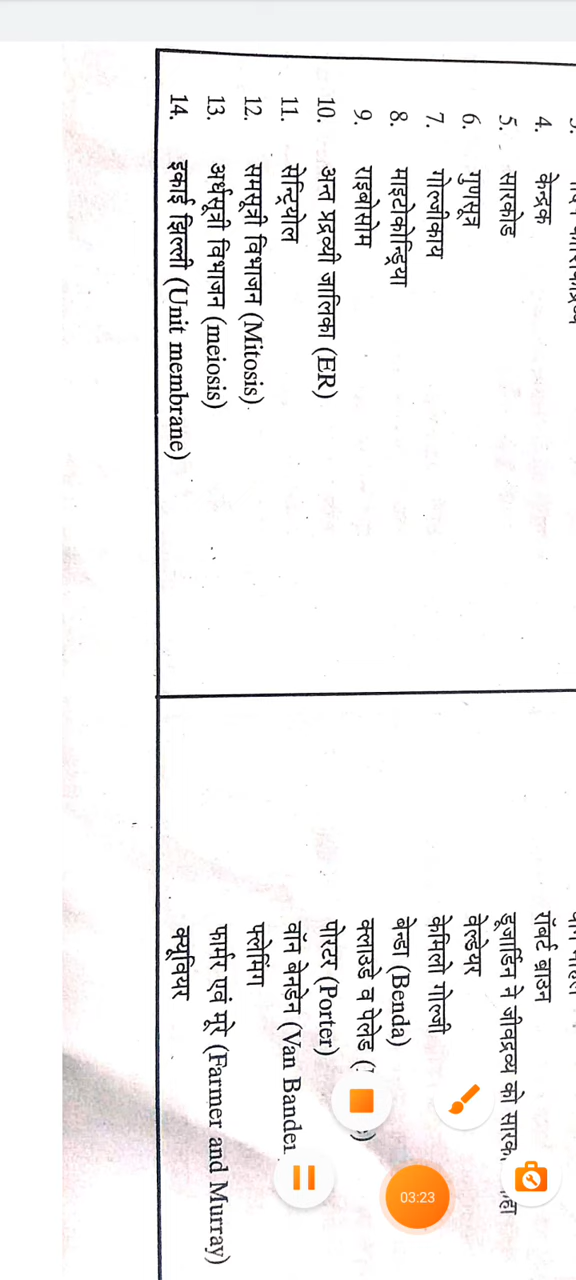 4. केन्द्रक रॉबर्ट ब्राउन
5. सारकोड डूजार्डिन ने जीवद्रव्य को
6. गुणसूत्र वेल्डेयर
7. गोल्जीकाय केमिलो गोल्जी
8. माइटोकोन्ड्रिया बेन्डा (Benda)
9. राइबोसोम क्लाउडे व पेलेड
10. अन्त प्रद्रव्यी जालिका (ER) पोरटर (Porter)
11. सेन्ट्रियोल वॉन बेनडेन (Van
12. समसूत्री विभाजन (Mitosis) फ्लेमिंग
13. अर्धसूत्री विभाजन (meiosis) फार्मर एवं मूरे (Farmer and Murray)
14. इकाई झिल्ली (Unit membrane) क्यूवियर
03:23